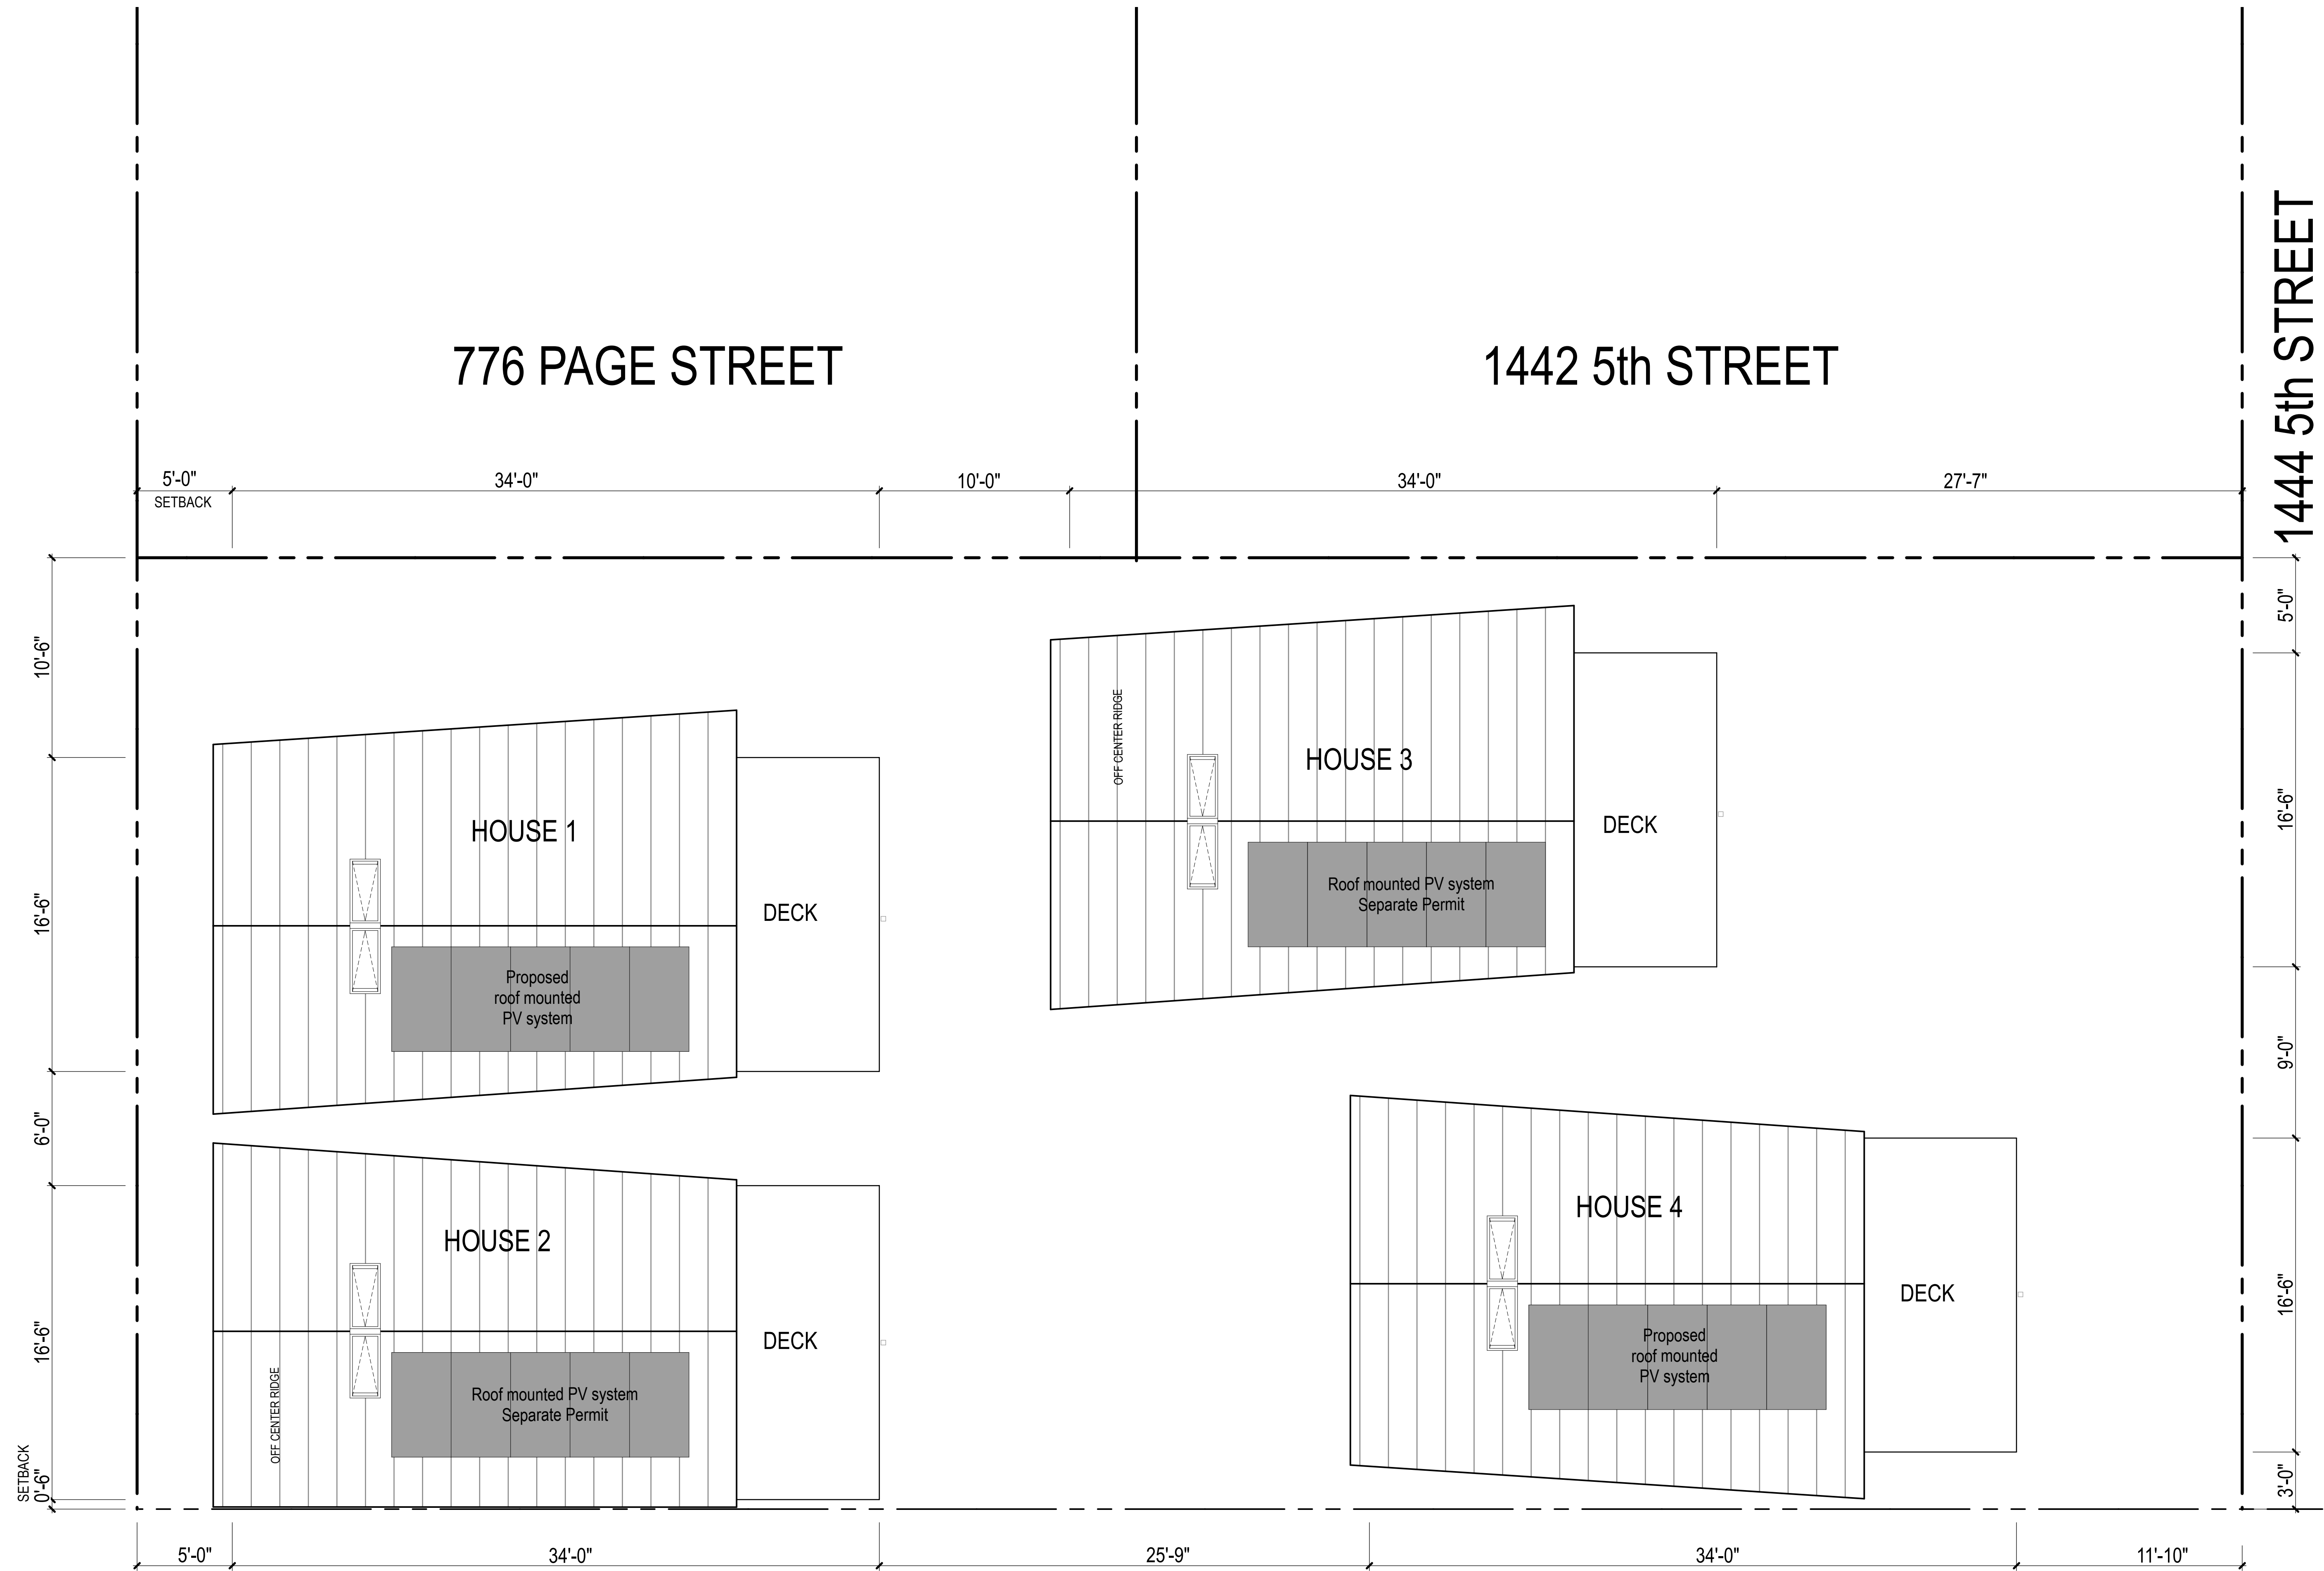 776 PAGE STREET
1442 5th STREET
1444 5th STREET
5'-0"
SETBACK
34'-0"
10'-0"
34'-0"
27'-7"
10'-6"
16'-6"
6'-0"
16'-6"
SETBACK
0'-6"
HOUSE 1
DECK
Proposed
roof mounted
PV system
HOUSE 2
DECK
OFF CENTER RIDGE
Roof mounted PV system
Separate Permit
OFF CENTER RIDGE
HOUSE 3
DECK
Roof mounted PV system
Separate Permit
HOUSE 4
DECK
Proposed
roof mounted
PV system
5'-0"
16'-6"
9'-0"
16'-6"
3'-0"
5'-0"
34'-0"
25'-9"
34'-0"
11'-10"